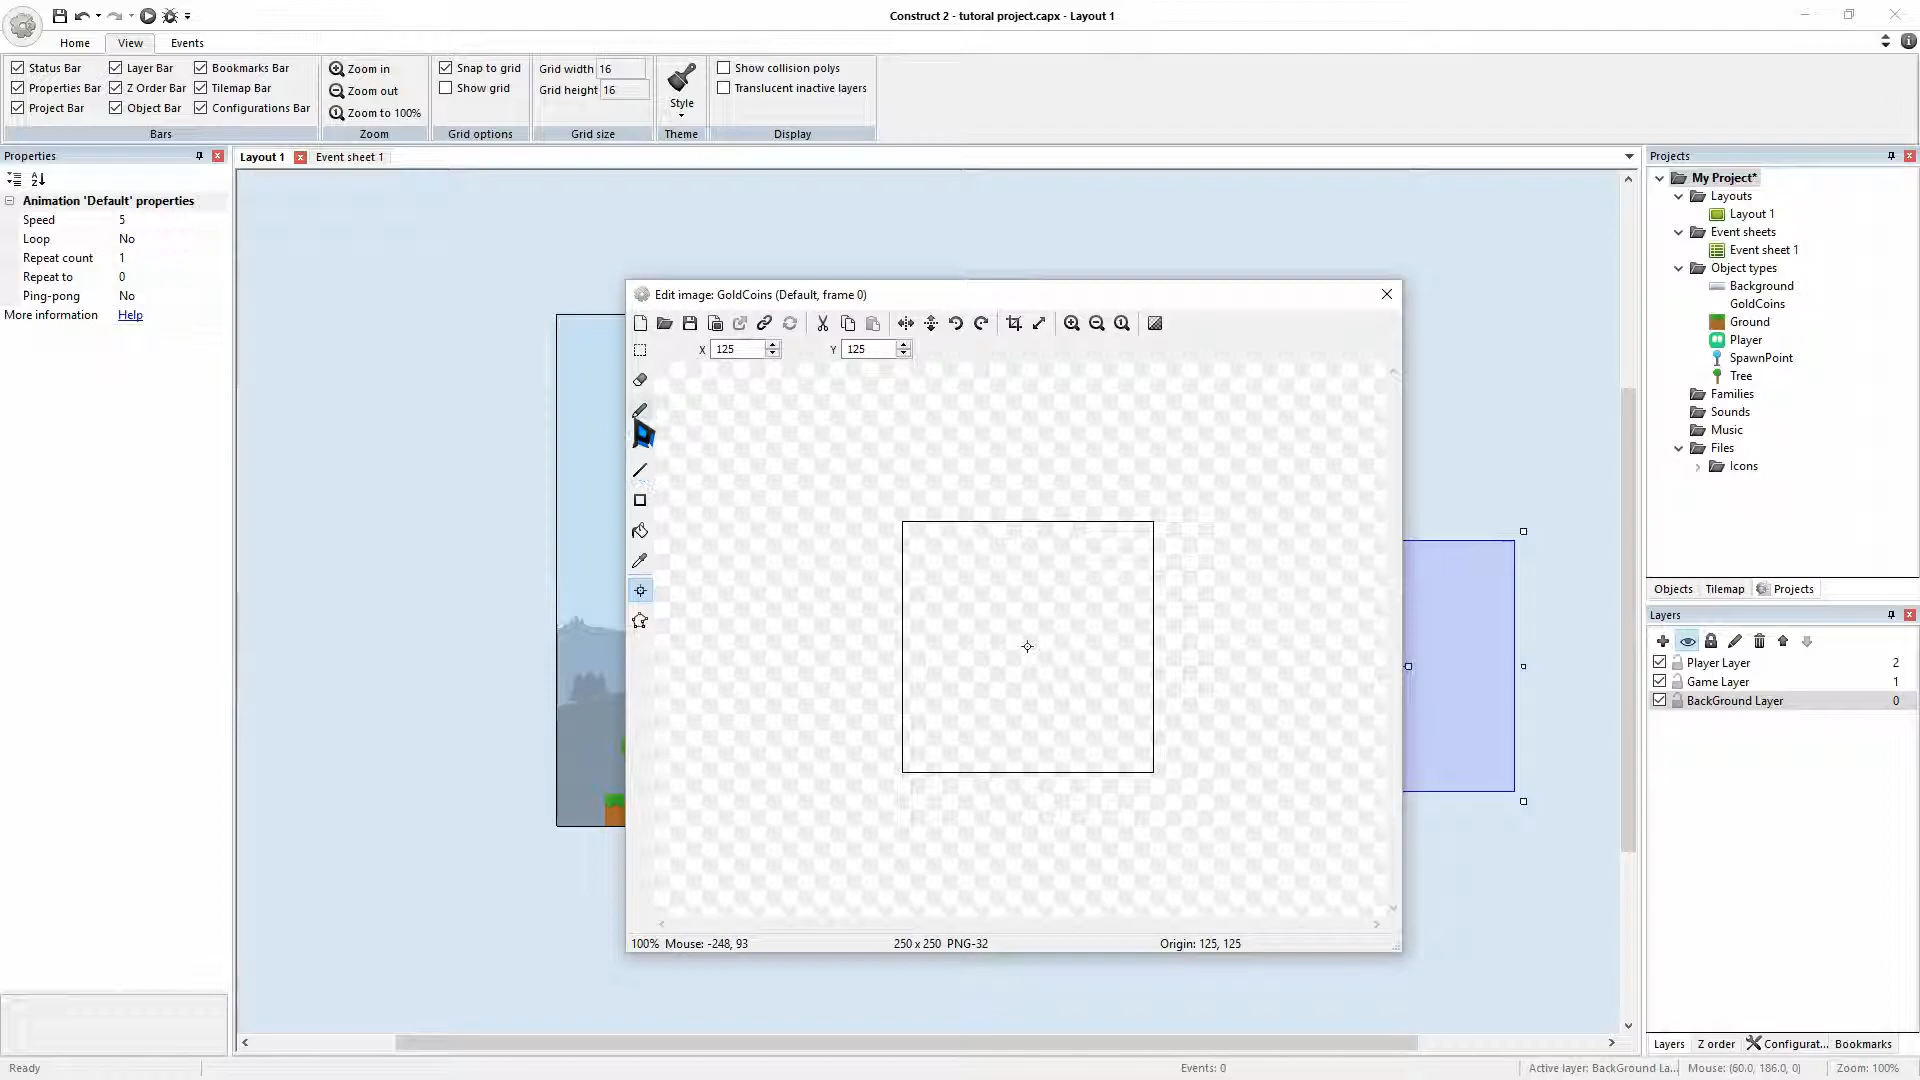 Construct 2 - tutoral project.capx - Layout 1
Home View Events
Status Bar Layer Bar Bookmarks Bar Zoom in Snap to grid Grid width 16 Show collision polys
Properties Bar Z Order Bar Tilemap Bar Zoom out Show grid Grid height 16 Translucent inactive layers
Project Bar Object Bar Configurations Bar Zoom to 100% Style
Bars Zoom Grid options Grid size Theme Display
Properties
Layout 1 Event sheet 1
Animation 'Default' properties
Speed 5
Loop No
Repeat count 1
Repeat to 0
Ping-pong No
More information Help
Edit image: GoldCoins (Default, frame 0)
X 125 Y 125
100% Mouse: -248, 93 250 x 250 PNG-32 Origin: 125, 125
Projects
My Project*
Layouts
Layout 1
Event sheets
Event sheet 1
Object types
Background
GoldCoins
Ground
Player
SpawnPoint
Tree
Families
Sounds
Music
Files
Icons
Objects Tilemap Projects
Layers
Player Layer 2
Game Layer 1
BackGround Layer 0
Layers Z order Configurat... Bookmarks
Ready Events: 0 Active layer: BackGround La... Mouse: (60.0, 186.0, 0) Zoom: 100%